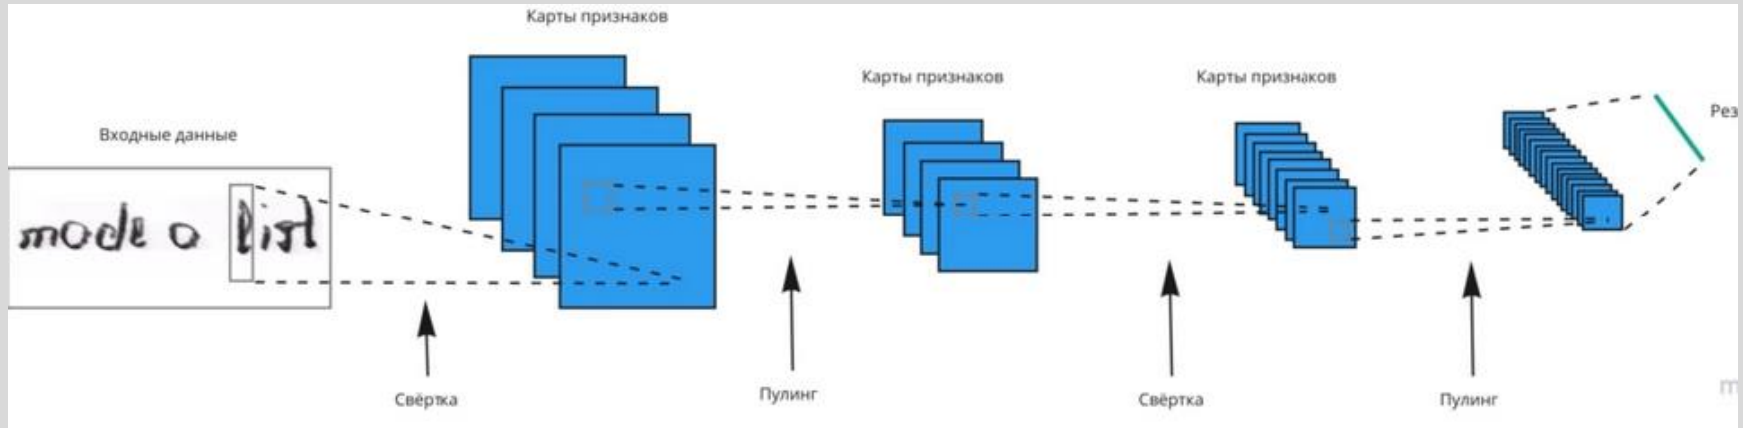 Карты признаков
Карты признаков
Карты признаков
Рез
Входные данные
mode a list
Свёртка
Пулинг
Свёртка
Пулинг
m